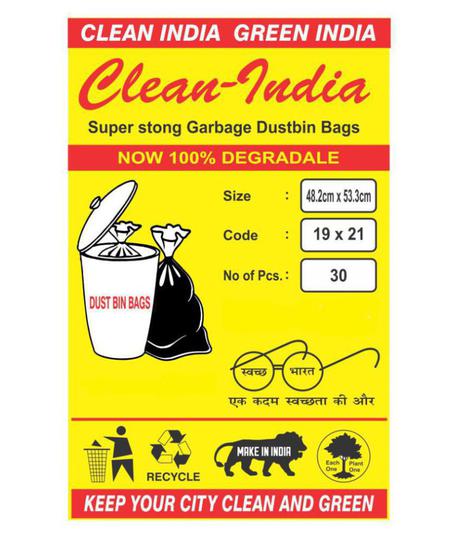 CLEAN INDIA GREEN INDIA
Clean-India
Super stong Garbage Dustbin Bags
NOW 100% DEGRADALE
Size : 48.2cm x 53.3cm
Code : 19 x 21
No of Pcs. : 30
DUST BIN BAGS
स्वच्छ भारत
एक कदम स्वच्छता की और
RECYCLE
MAKE IN INDIA
Each One Plant One
KEEP YOUR CITY CLEAN AND GREEN